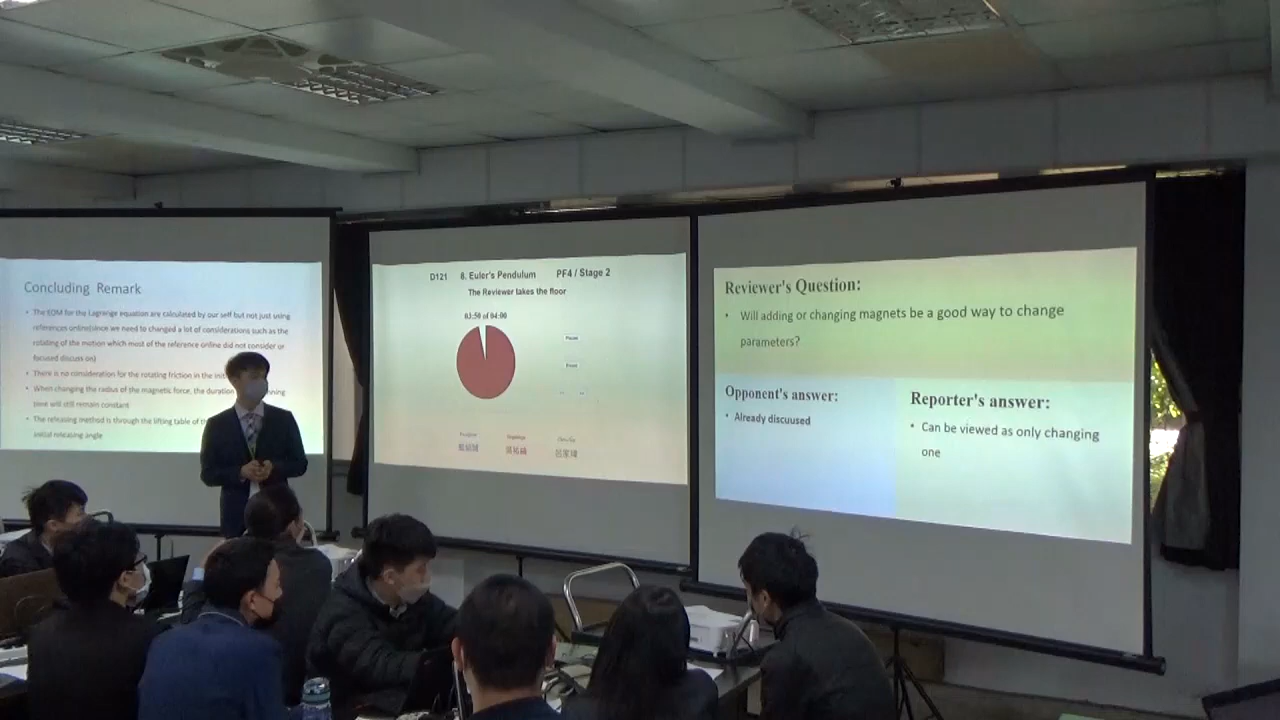 Concluding Remark
• The EOM for the Lagrange equation are calculated by our self but not just using
references online(since we need to changed a lot of considerations such as the
rotating of the motion which most of the reference online did not consider or
focused discuss on)
• There is no consideration for the rotating friction in the
• When changing the radius of the magnetic force, the duration
time will still remain constant
• The releasing method is through the lifting table of
initial releasing angle
D121 8. Euler's Pendulum PF4 / Stage 2
The Reviewer takes the floor
03:50 of 04:00
Reviewer's Question:
• Will adding or changing magnets be a good way to change
parameters?
Opponent's answer:
• Already discuused
Reporter's answer:
• Can be viewed as only changing
one